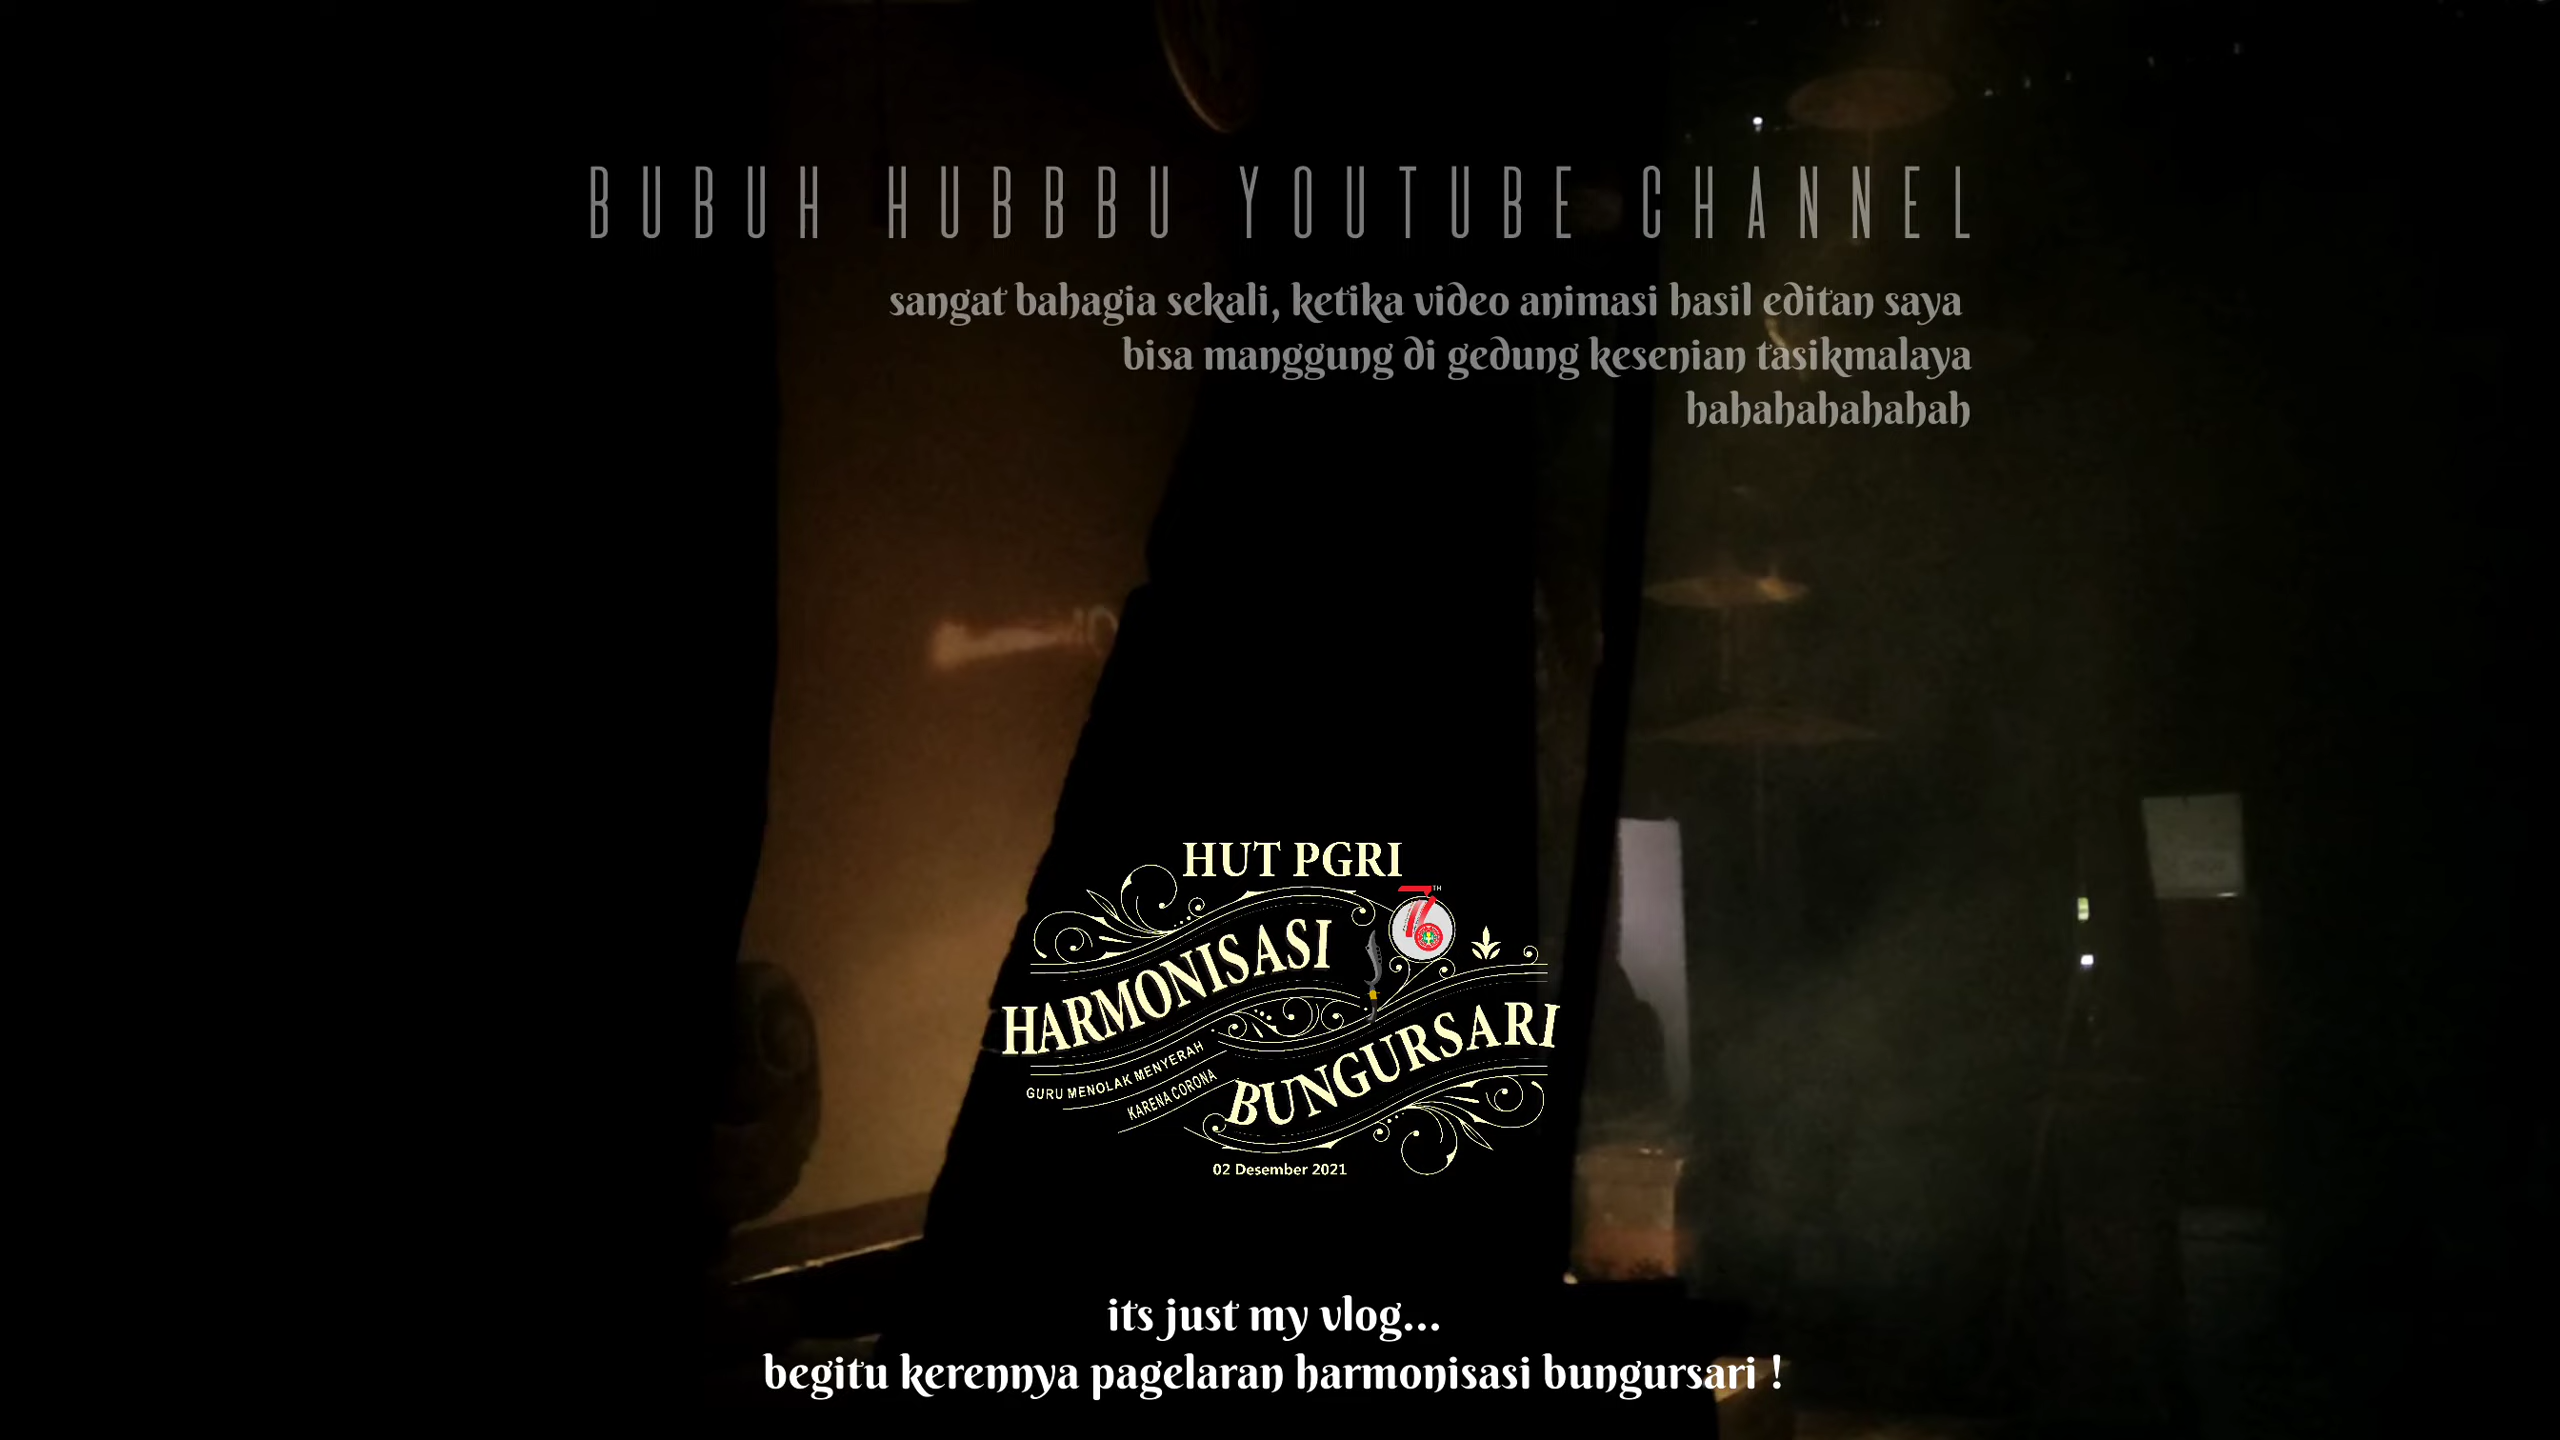 BUBUH HUBBBU YOUTUBE CHANNEL
sangat bahagia sekali, ketika video animasi hasil editan saya
bisa manggung di gedung kesenian tasikmalaya
hahahahahahah
HUT PGRI
76TH
HARMONISASI
BUNGURSARI
GURU MENOLAK MENYERAH
KARENA CORONA
02 Desember 2021
its just my vlog...
begitu kerennya pagelaran harmonisasi bungursari !